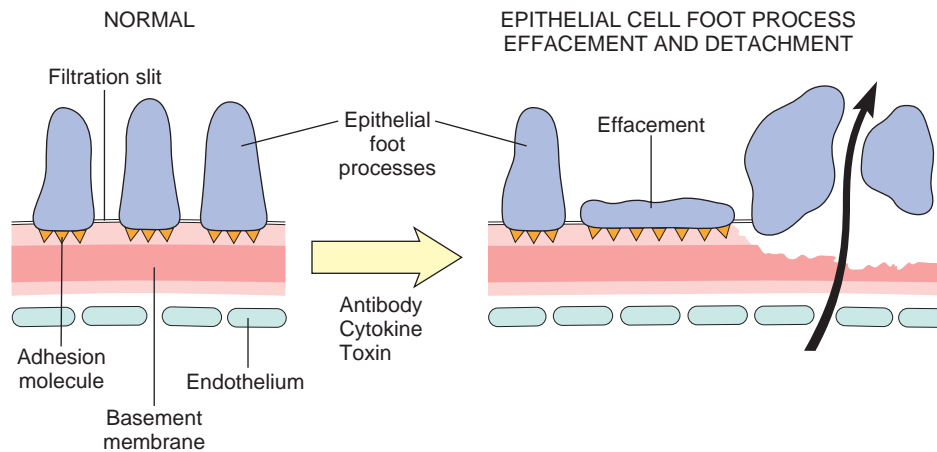 NORMAL
EPITHELIAL CELL FOOT PROCESS
EFFACEMENT AND DETACHMENT
Filtration slit
Epithelial
foot
processes
Effacement
Antibody
Cytokine
Toxin
Adhesion
molecule
Endothelium
Basement
membrane